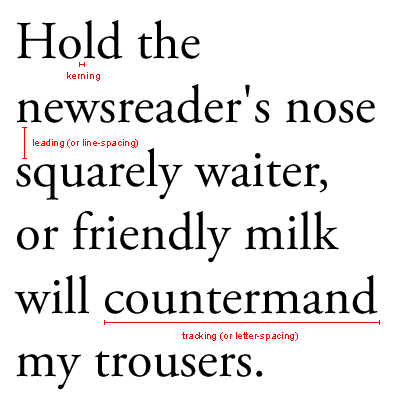 Hold the
kerning
newsreader's nose
leading (or line-spacing)
squarely waiter,
or friendly milk
will countermand
tracking (or letter-spacing)
my trousers.